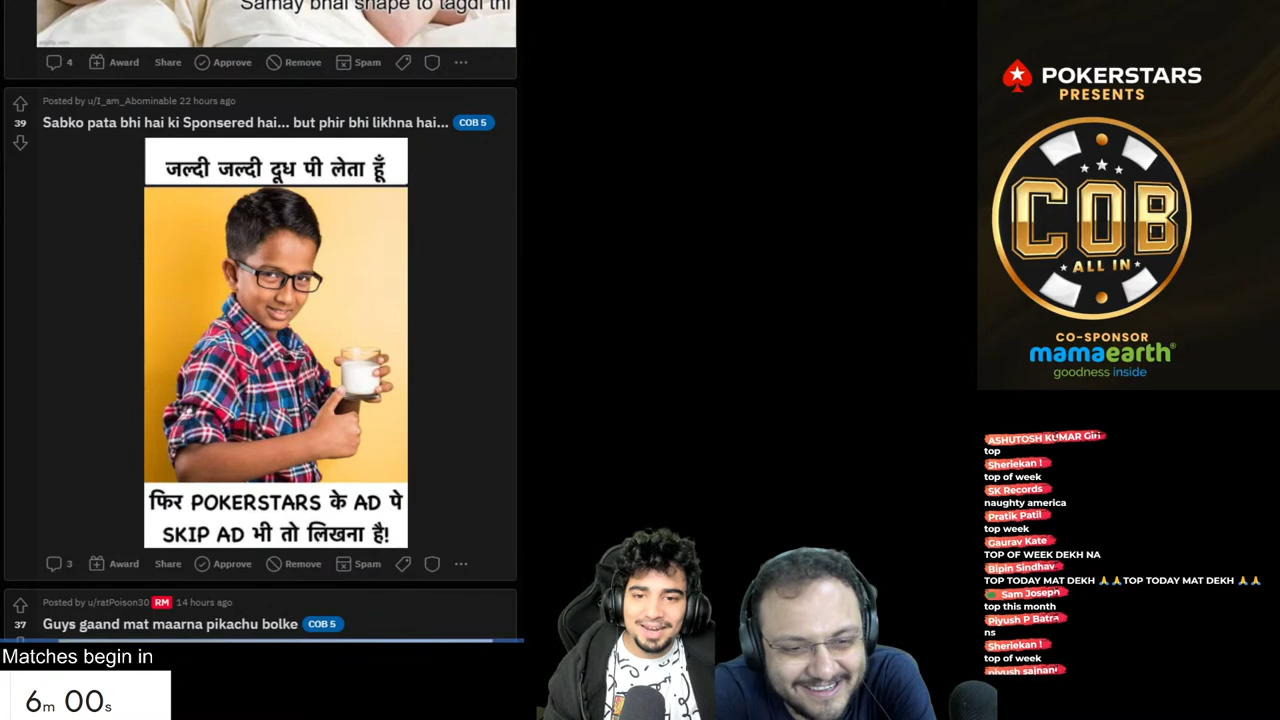 Samay bhai shape to tagdi thi
4 Award Share Approve Remove Spam
Posted by u/I_am_Abominable 22 hours ago
39
Sabko pata bhi hai ki Sponsered hai... but phir bhi likhna hai... COB 5
जल्दी जल्दी दूध पी लेता हूँ
फिर POKERSTARS के AD पे
SKIP AD भी तो लिखना है!
3 Award Share Approve Remove Spam
Posted by u/ratPoison30 RM 14 hours ago
37
Guys gaand mat maarna pikachu bolke COB 5
Matches begin in
6m 00s
POKERSTARS
PRESENTS
COB
ALL IN
CO-SPONSOR
mamaearth®
goodness inside
ASHUTOSH KUMAR Giri
top
Sheriekan !
top of week
SK Records
naughty america
Pratik Patil
top week
Gaurav Kate
TOP OF WEEK DEKH NA
Bipin Sindhav
TOP TODAY MAT DEKH 🙏🙏TOP TODAY MAT DEKH 🙏🙏
Sam Joseph
top this month
Piyush P Batra
ns
Sheriekan !
top of week
piyush sajnani